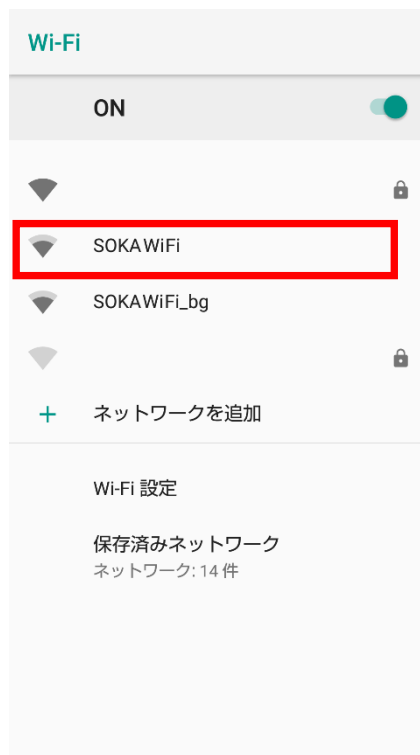 Wi-Fi
ON
SOKAWiFi
SOKAWiFi_bg
ネットワークを追加
Wi-Fi 設定
保存済みネットワーク
ネットワーク: 14 件